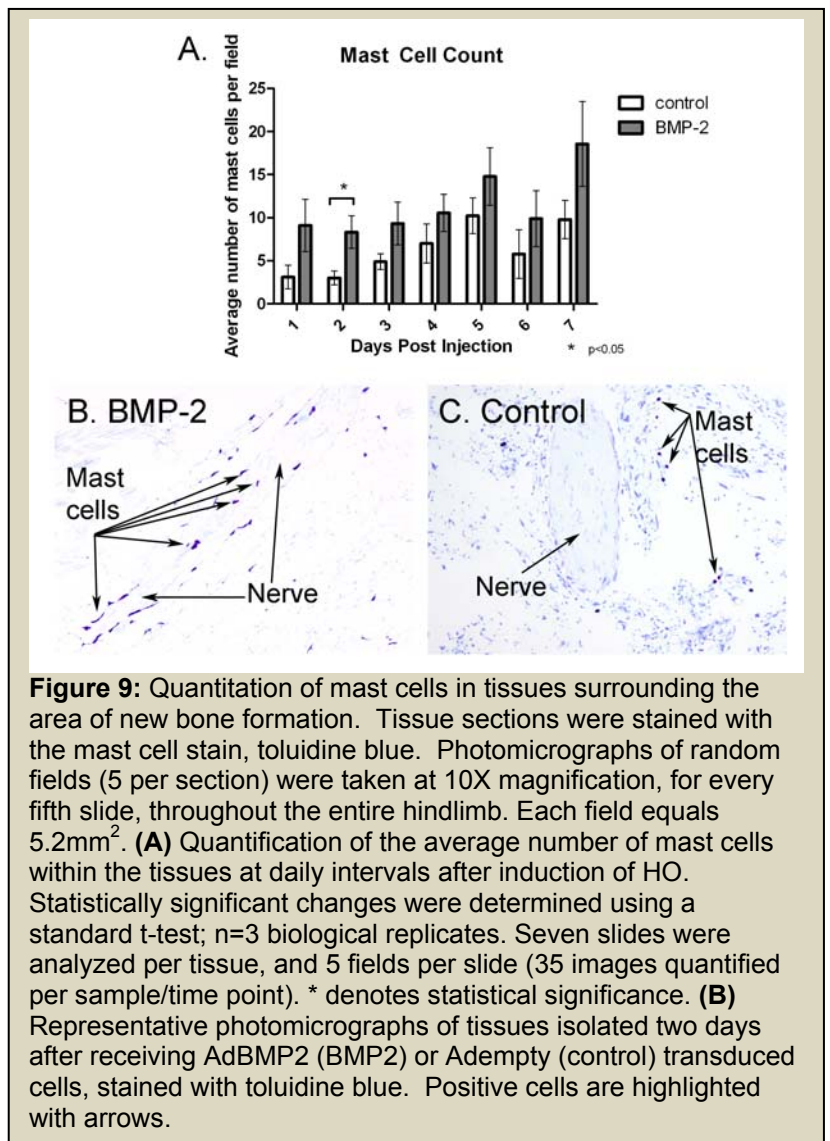 A.
Mast Cell Count
Average number of mast cells per field
25
20
15
10
5
0
*
control
BMP-2
1 2 3 4 5 6 7
Days Post Injection
* p<0.05
B. BMP-2
Mast
cells
Nerve
C. Control
Mast
cells
Nerve
Figure 9: Quantitation of mast cells in tissues surrounding the
area of new bone formation. Tissue sections were stained with
the mast cell stain, toluidine blue. Photomicrographs of random
fields (5 per section) were taken at 10X magnification, for every
fifth slide, throughout the entire hindlimb. Each field equals
5.2mm². (A) Quantification of the average number of mast cells
within the tissues at daily intervals after induction of HO.
Statistically significant changes were determined using a
standard t-test; n=3 biological replicates. Seven slides were
analyzed per tissue, and 5 fields per slide (35 images quantified
per sample/time point). * denotes statistical significance. (B)
Representative photomicrographs of tissues isolated two days
after receiving AdBMP2 (BMP2) or Adempty (control) transduced
cells, stained with toluidine blue. Positive cells are highlighted
with arrows.